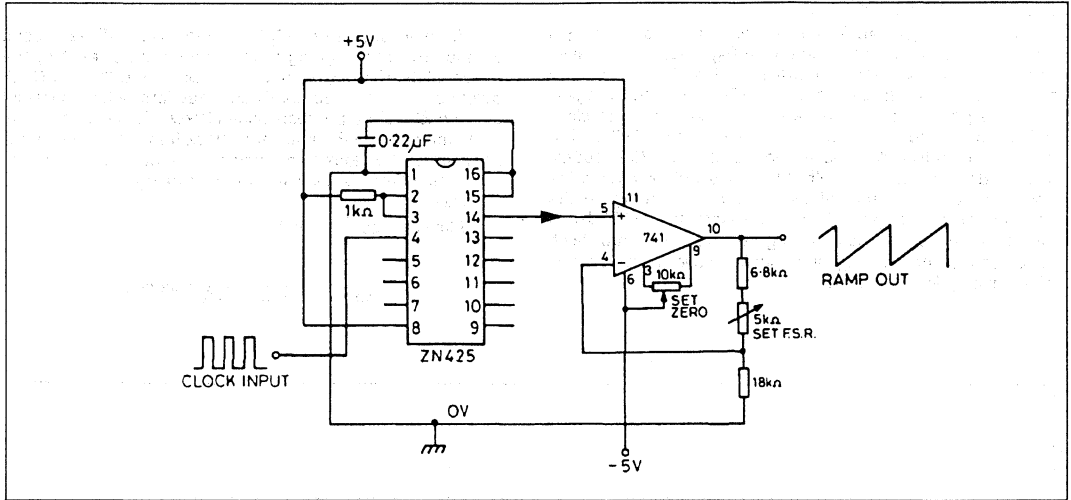 +5V
0·22µF
1kΩ
1
2
3
4
5
6
7
8
16
15
14
13
12
11
10
9
ZN425
CLOCK INPUT
0V
5
+
4
−
741
11
10
9
3
6
10kΩ
SET
ZERO
-5V
6·8kΩ
5kΩ
SET F.S.R.
18kΩ
RAMP OUT